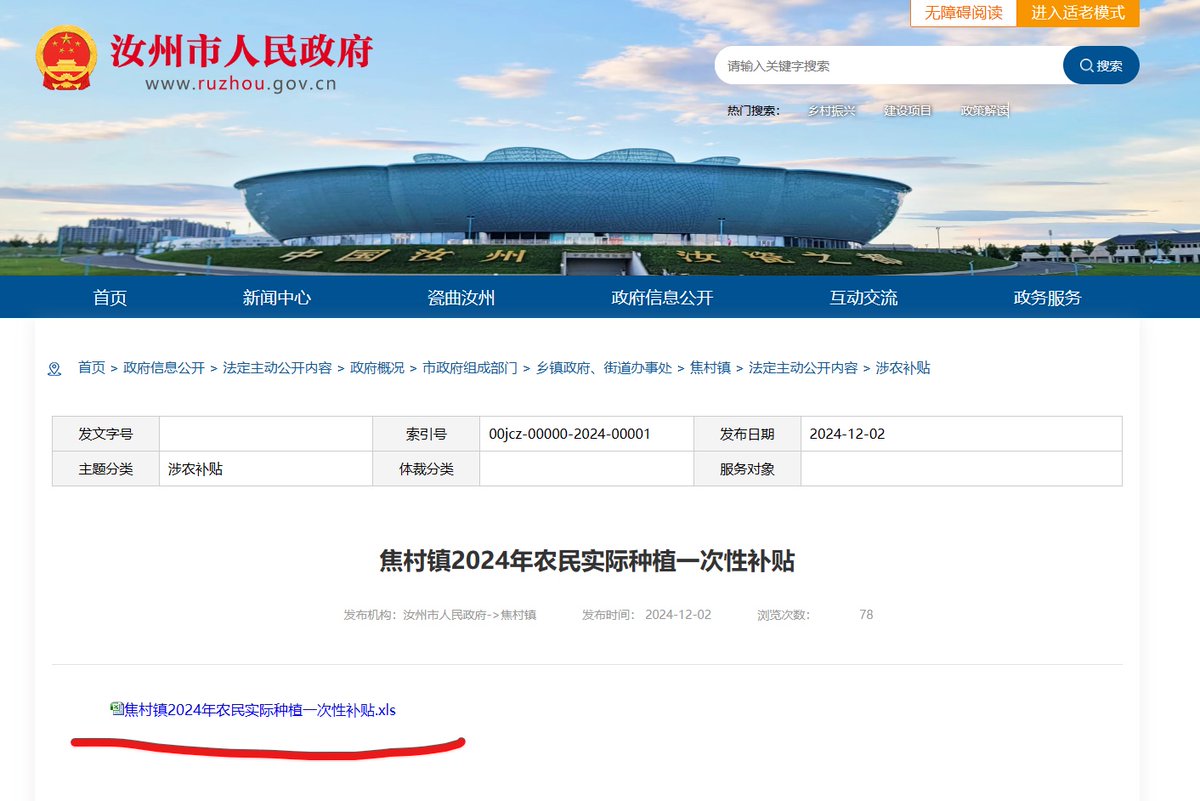 无障碍阅读 进入适老模式
汝州市人民政府
www.ruzhou.gov.cn
请输入关键字搜索 搜索
热门搜索： 乡村振兴 建设项目 政策解读
中国汝州 汝瓷之都
首页 新闻中心 瓷曲汝州 政府信息公开 互动交流 政务服务
首页 > 政府信息公开 > 法定主动公开内容 > 政府概况 > 市政府组成部门 > 乡镇政府、街道办事处 > 焦村镇 > 法定主动公开内容 > 涉农补贴
发文字号 索引号 00jcz-00000-2024-00001 发布日期 2024-12-02
主题分类 涉农补贴 体裁分类 服务对象
焦村镇2024年农民实际种植一次性补贴
发布机构：汝州市人民政府->焦村镇 发布时间： 2024-12-02 浏览次数： 78
焦村镇2024年农民实际种植一次性补贴.xls